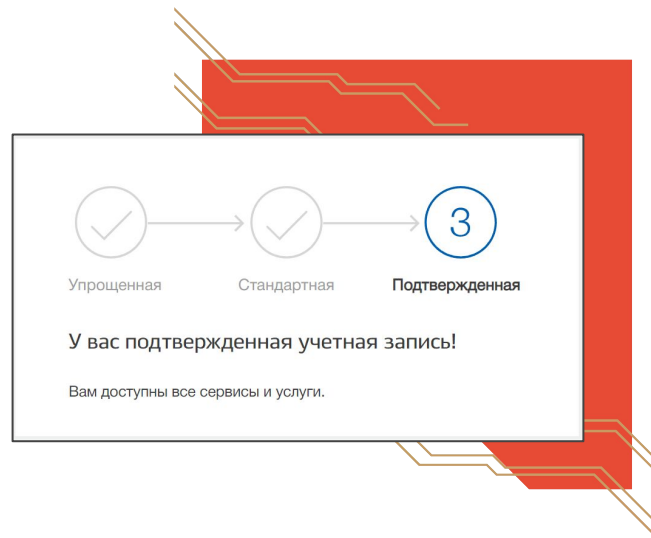 3
Упрощенная Стандартная Подтвержденная
У вас подтвержденная учетная запись!
Вам доступны все сервисы и услуги.